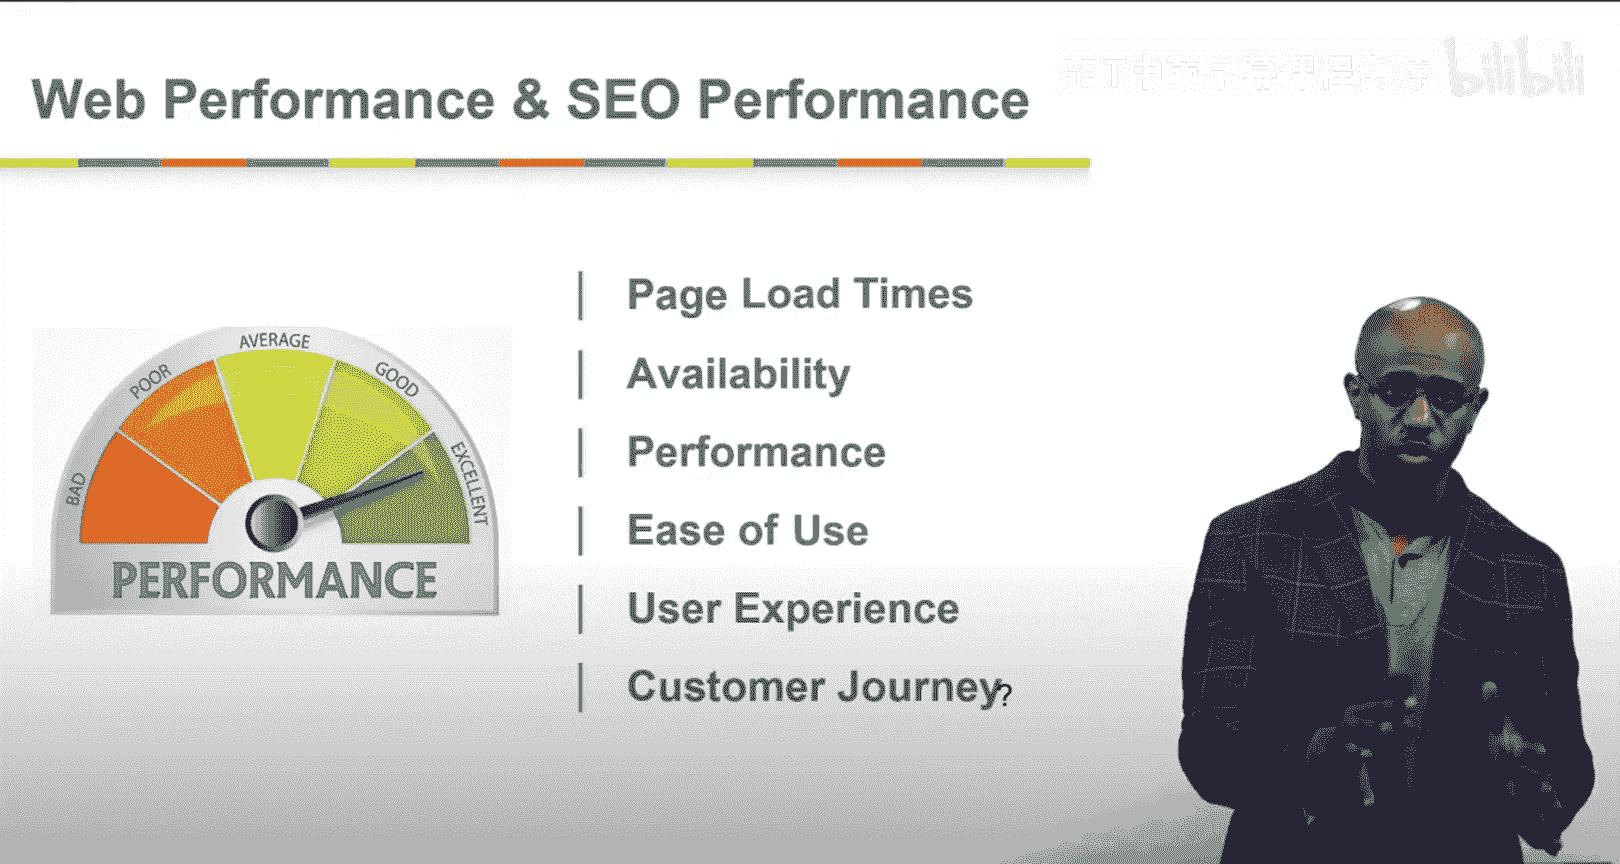 Web Performance & SEO Performance
bilibili
AVERAGE
POOR
GOOD
BAD
EXCELLENT
PERFORMANCE
Page Load Times
Availability
Performance
Ease of Use
User Experience
Customer Journey?